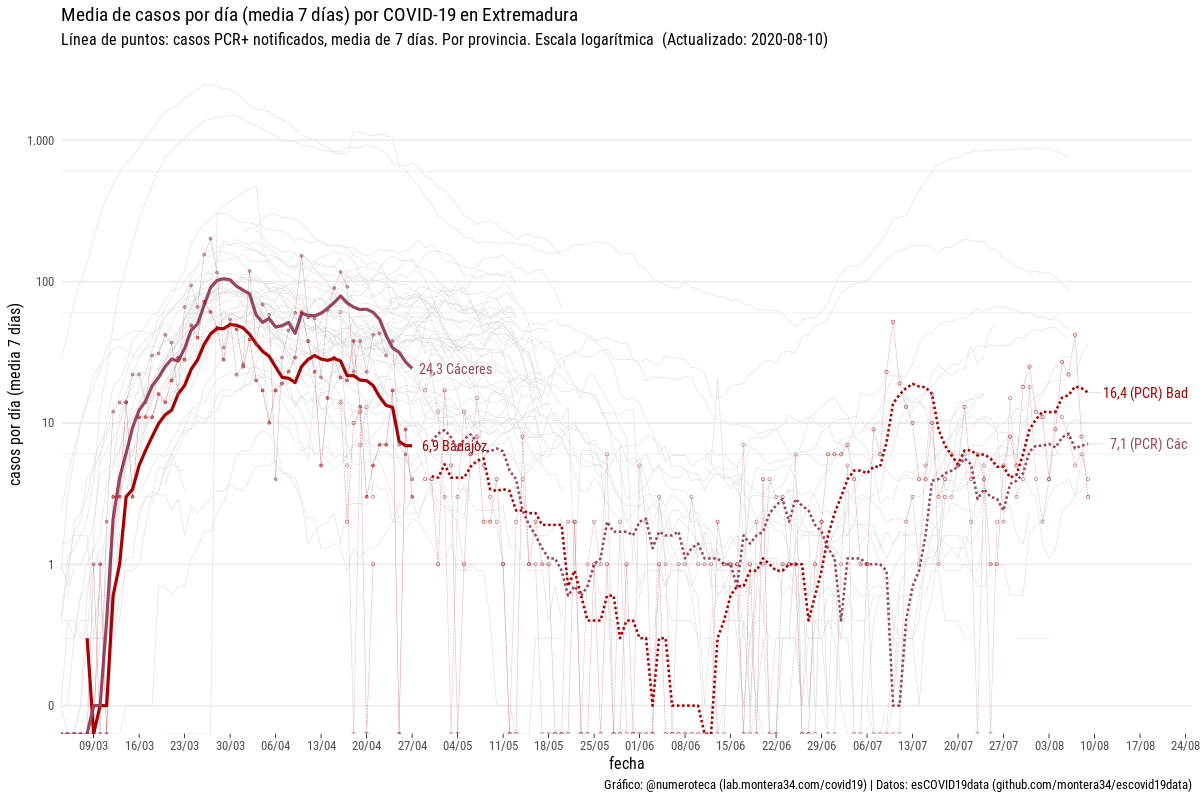 Media de casos por día (media 7 días) por COVID-19 en Extremadura
Línea de puntos: casos PCR+ notificados, media de 7 días. Por provincia. Escala logarítmica (Actualizado: 2020-08-10)
casos por día (media 7 días)
1.000
100
10
1
0
24,3 Cáceres
6,9 Badajoz
16,4 (PCR) Bad
7,1 (PCR) Các
09/03 16/03 23/03 30/03 06/04 13/04 20/04 27/04 04/05 11/05 18/05 25/05 01/06 08/06 15/06 22/06 29/06 06/07 13/07 20/07 27/07 03/08 10/08 17/08 24/08
fecha
Gráfico: @numeroteca (lab.montera34.com/covid19) | Datos: esCOVID19data (github.com/montera34/escovid19data)